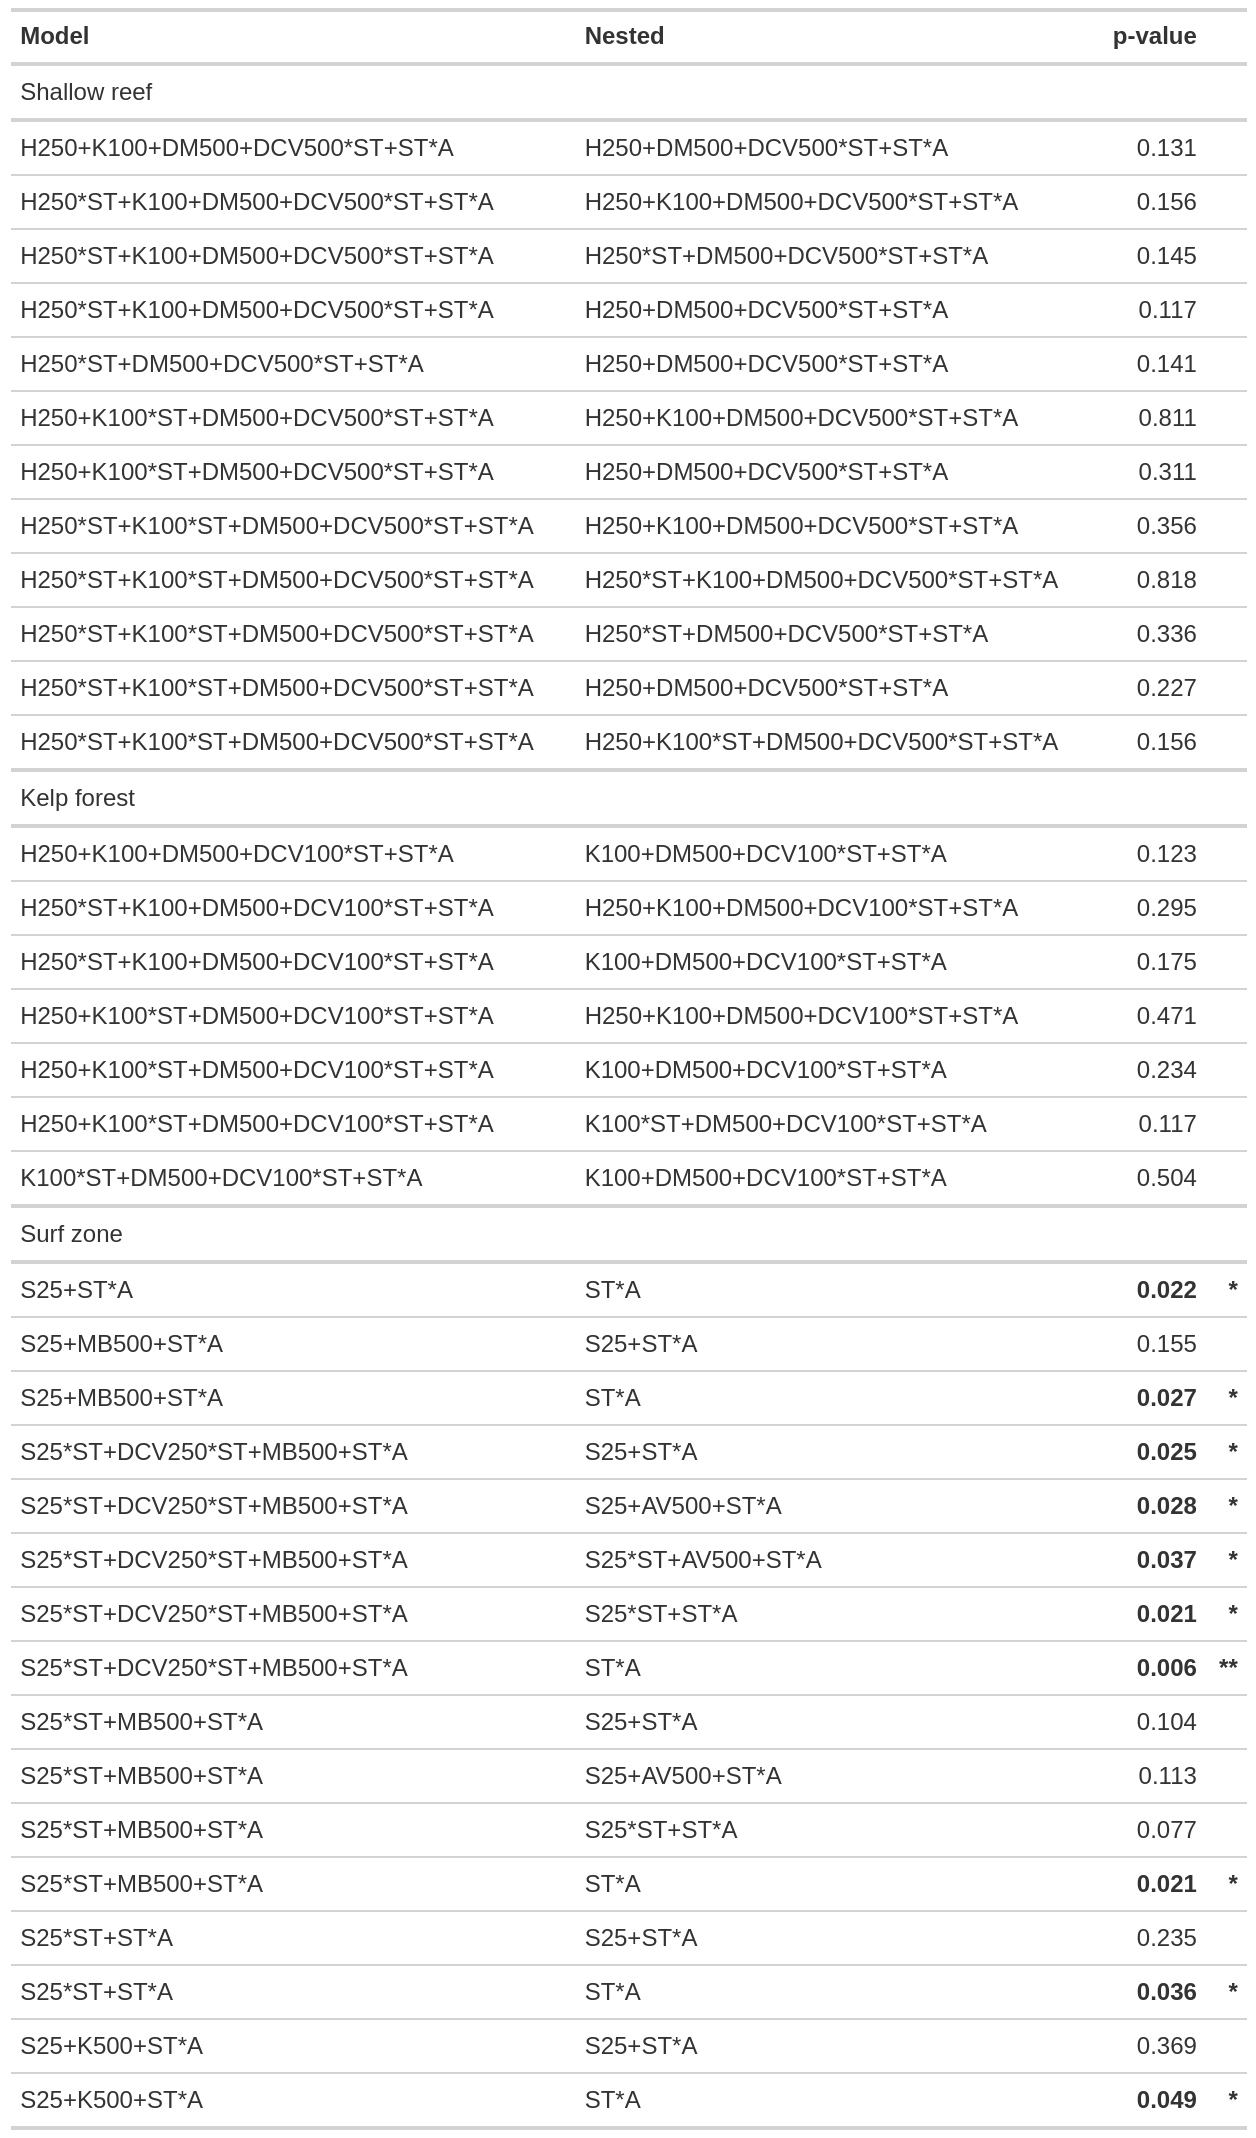 Model Nested p-value
Shallow reef
H250+K100+DM500+DCV500*ST+ST*A H250+DM500+DCV500*ST+ST*A 0.131
H250*ST+K100+DM500+DCV500*ST+ST*A H250+K100+DM500+DCV500*ST+ST*A 0.156
H250*ST+K100+DM500+DCV500*ST+ST*A H250*ST+DM500+DCV500*ST+ST*A 0.145
H250*ST+K100+DM500+DCV500*ST+ST*A H250+DM500+DCV500*ST+ST*A 0.117
H250*ST+DM500+DCV500*ST+ST*A H250+DM500+DCV500*ST+ST*A 0.141
H250+K100*ST+DM500+DCV500*ST+ST*A H250+K100+DM500+DCV500*ST+ST*A 0.811
H250+K100*ST+DM500+DCV500*ST+ST*A H250+DM500+DCV500*ST+ST*A 0.311
H250*ST+K100*ST+DM500+DCV500*ST+ST*A H250+K100+DM500+DCV500*ST+ST*A 0.356
H250*ST+K100*ST+DM500+DCV500*ST+ST*A H250*ST+K100+DM500+DCV500*ST+ST*A 0.818
H250*ST+K100*ST+DM500+DCV500*ST+ST*A H250*ST+DM500+DCV500*ST+ST*A 0.336
H250*ST+K100*ST+DM500+DCV500*ST+ST*A H250+DM500+DCV500*ST+ST*A 0.227
H250*ST+K100*ST+DM500+DCV500*ST+ST*A H250+K100*ST+DM500+DCV500*ST+ST*A 0.156
Kelp forest
H250+K100+DM500+DCV100*ST+ST*A K100+DM500+DCV100*ST+ST*A 0.123
H250*ST+K100+DM500+DCV100*ST+ST*A H250+K100+DM500+DCV100*ST+ST*A 0.295
H250*ST+K100+DM500+DCV100*ST+ST*A K100+DM500+DCV100*ST+ST*A 0.175
H250+K100*ST+DM500+DCV100*ST+ST*A H250+K100+DM500+DCV100*ST+ST*A 0.471
H250+K100*ST+DM500+DCV100*ST+ST*A K100+DM500+DCV100*ST+ST*A 0.234
H250+K100*ST+DM500+DCV100*ST+ST*A K100*ST+DM500+DCV100*ST+ST*A 0.117
K100*ST+DM500+DCV100*ST+ST*A K100+DM500+DCV100*ST+ST*A 0.504
Surf zone
S25+ST*A ST*A 0.022 *
S25+MB500+ST*A S25+ST*A 0.155
S25+MB500+ST*A ST*A 0.027 *
S25*ST+DCV250*ST+MB500+ST*A S25+ST*A 0.025 *
S25*ST+DCV250*ST+MB500+ST*A S25+AV500+ST*A 0.028 *
S25*ST+DCV250*ST+MB500+ST*A S25*ST+AV500+ST*A 0.037 *
S25*ST+DCV250*ST+MB500+ST*A S25*ST+ST*A 0.021 *
S25*ST+DCV250*ST+MB500+ST*A ST*A 0.006 **
S25*ST+MB500+ST*A S25+ST*A 0.104
S25*ST+MB500+ST*A S25+AV500+ST*A 0.113
S25*ST+MB500+ST*A S25*ST+ST*A 0.077
S25*ST+MB500+ST*A ST*A 0.021 *
S25*ST+ST*A S25+ST*A 0.235
S25*ST+ST*A ST*A 0.036 *
S25+K500+ST*A S25+ST*A 0.369
S25+K500+ST*A ST*A 0.049 *